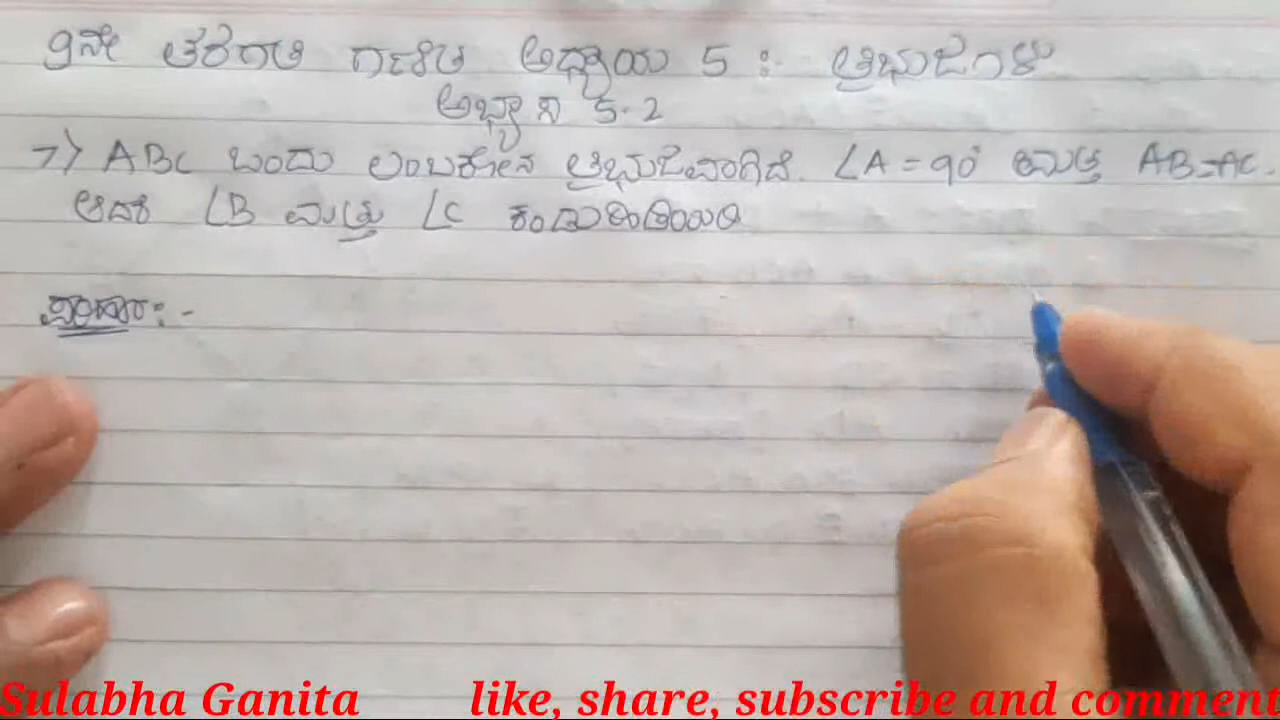 9ನೇ ತರಗತಿ ಗಣಿತ ಅಧ್ಯಾಯ 5 : ತ್ರಿಭುಜಗಳು
ಅಭ್ಯಾಸ 5.2
7) ABC ಒಂದು ಲಂಬಕೋನ ತ್ರಿಭುಜವಾಗಿದೆ. ∠A = 90° ಮತ್ತು AB=AC.
ಆದರೆ ∠B ಮತ್ತು ∠C ಕಂಡುಹಿಡಿಯಿರಿ
ಪರಿಹಾರ:-
Sulabha Ganita like, share, subscribe and comment